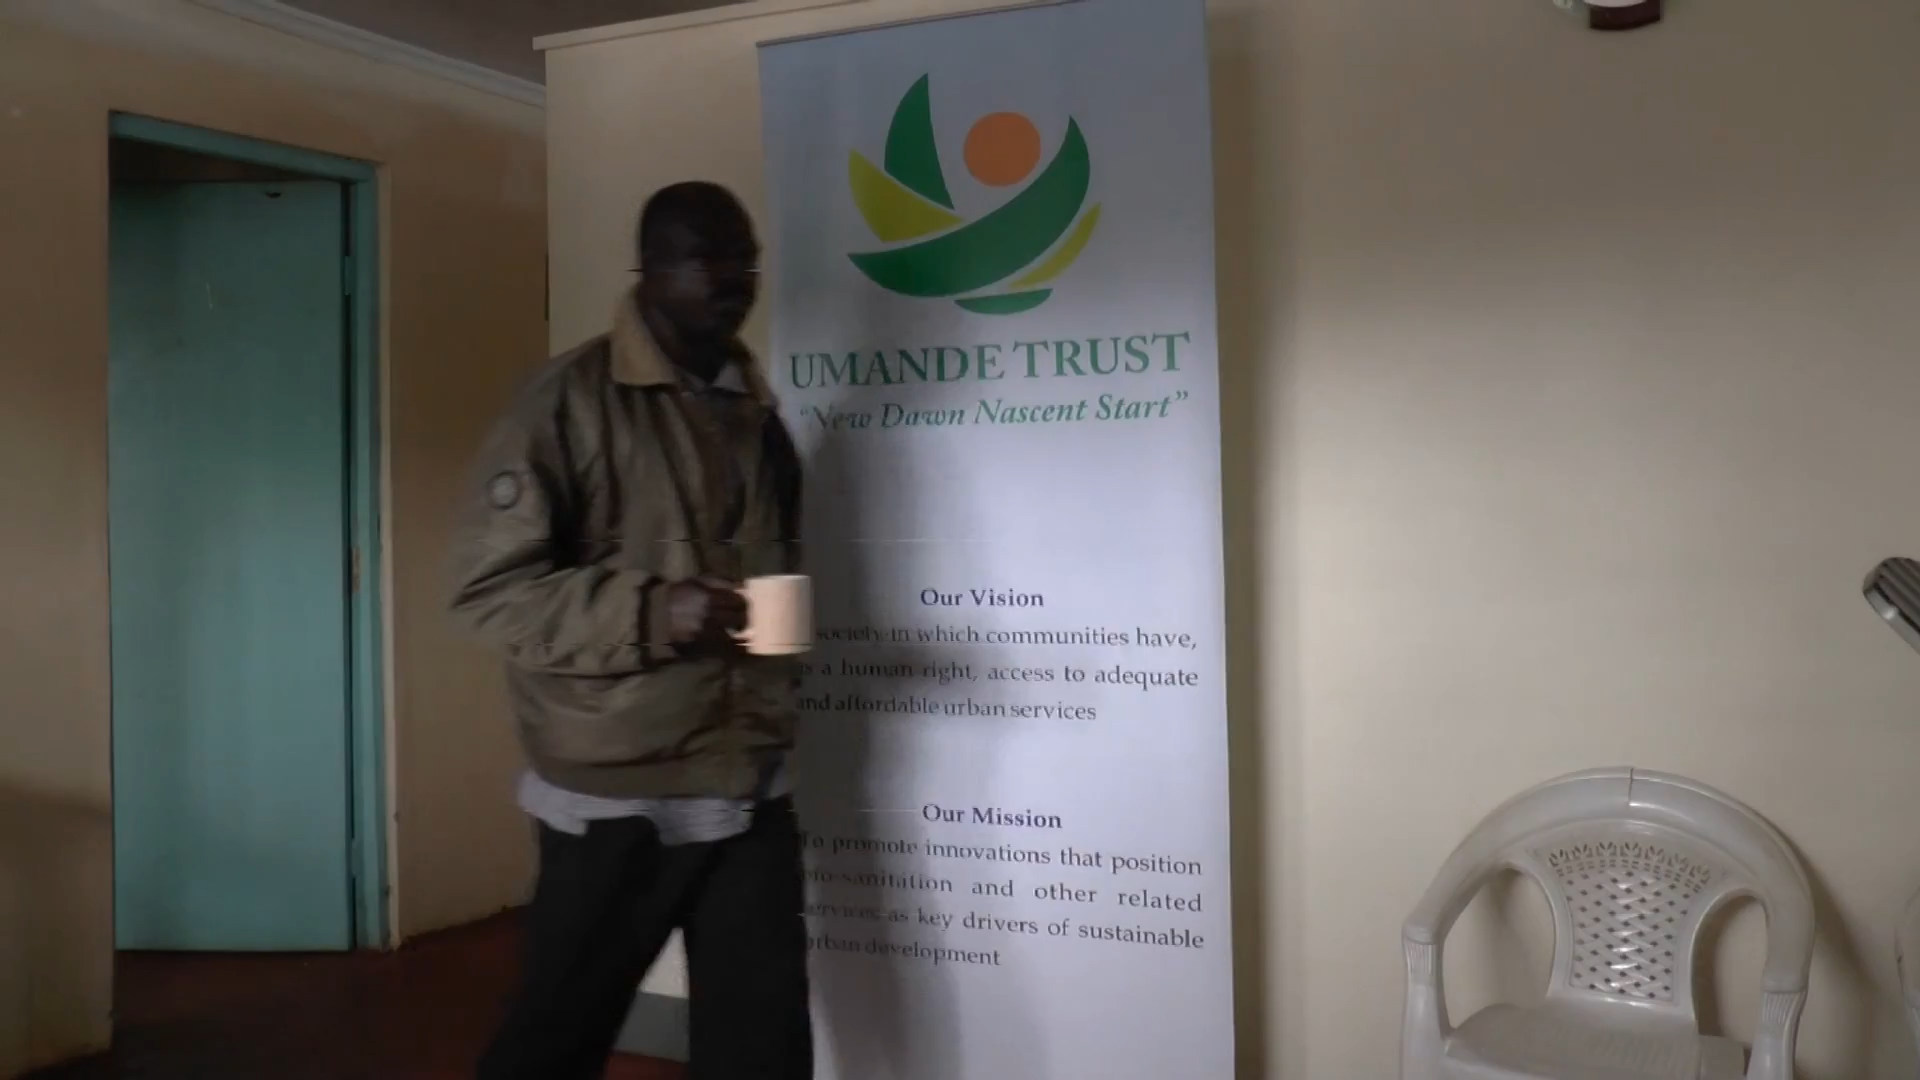 UMANDE TRUST
"New Dawn Nascent Start"
Our Vision
society in which communities have,
as a human right, access to adequate
and affordable urban services
Our Mission
To promote innovations that position
bio-sanitation and other related
services as key drivers of sustainable
urban development